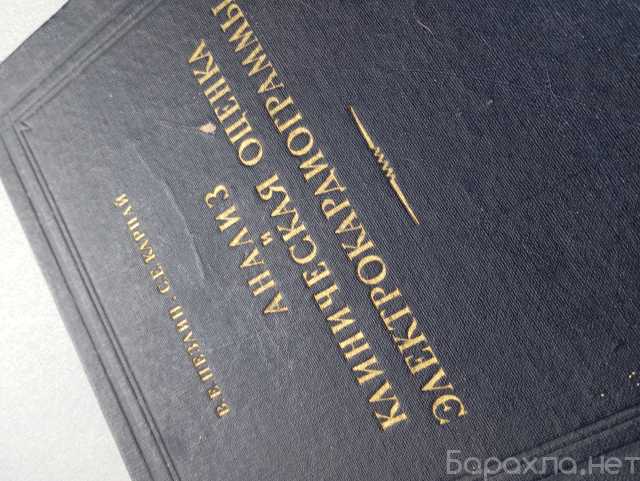 В. Е. НЕЗЛИН · С. Е. КАРПАЙ
АНАЛИЗ
И
КЛИНИЧЕСКАЯ ОЦЕНКА
ЭЛЕКТРОКАРДИОГРАММЫ
Барахла.нет